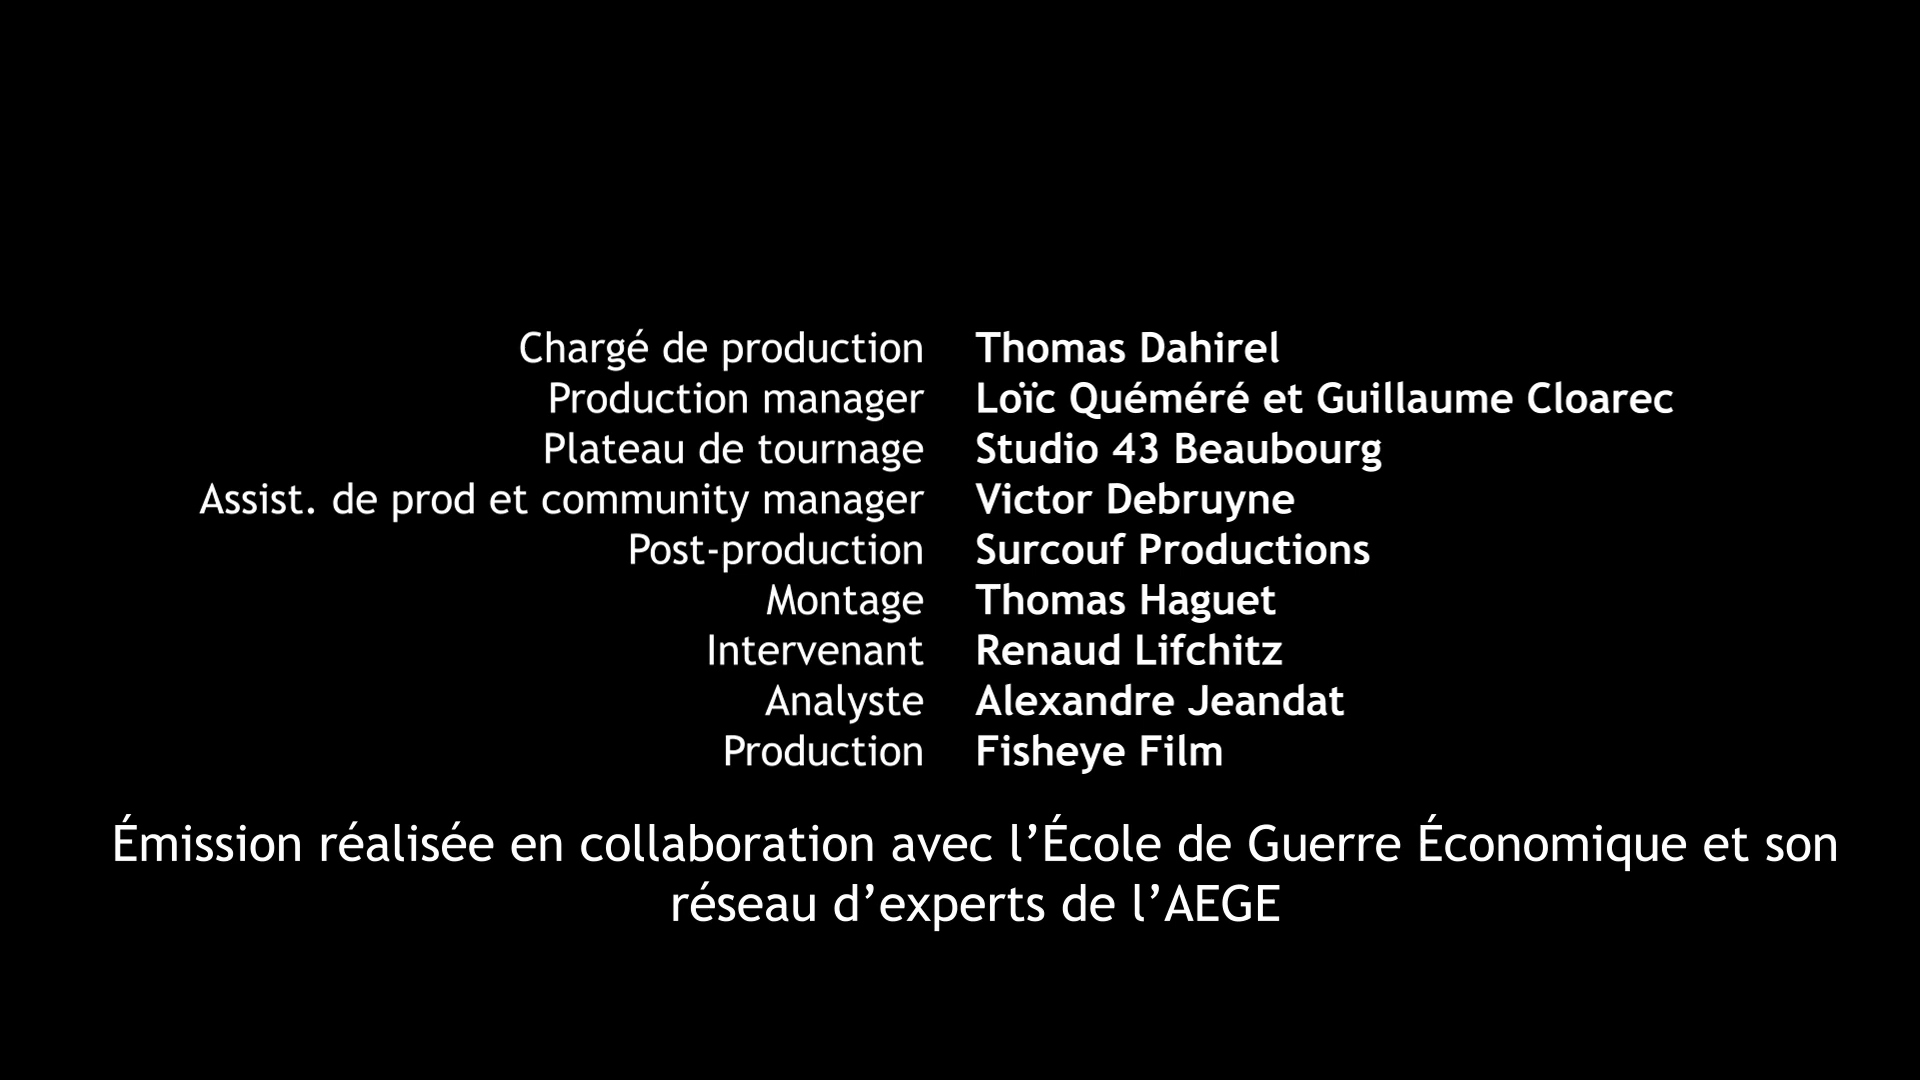 Chargé de production Thomas Dahirel
Production manager Loïc Quéméré et Guillaume Cloarec
Plateau de tournage Studio 43 Beaubourg
Assist. de prod et community manager Victor Debruyne
Post-production Surcouf Productions
Montage Thomas Haguet
Intervenant Renaud Lifchitz
Analyste Alexandre Jeandat
Production Fisheye Film
Émission réalisée en collaboration avec l’École de Guerre Économique et son
réseau d’experts de l’AEGE